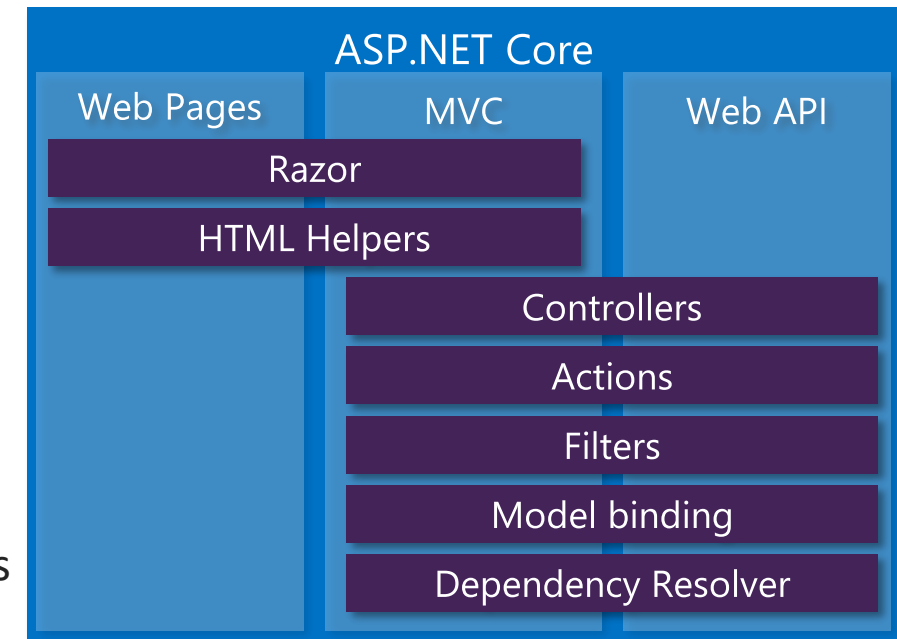 ASP.NET Core
Web Pages
MVC
Web API
Razor
HTML Helpers
Controllers
Actions
Filters
Model binding
s
Dependency Resolver